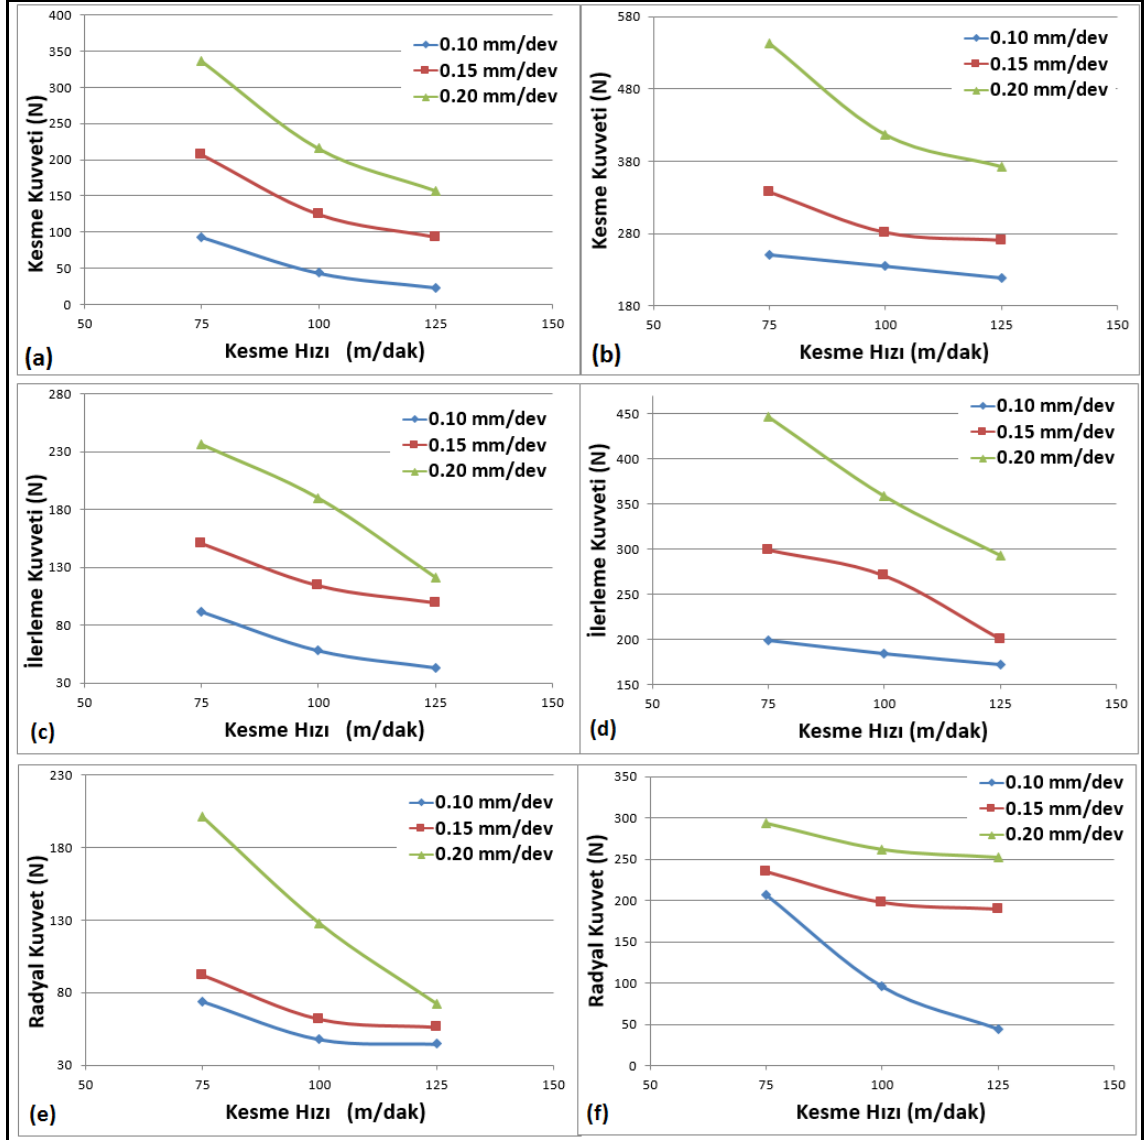 400
350
300
250
200
150
100
50
0
50
75
100
125
150
Kesme Kuvveti (N)
Kesme Hızı (m/dak)
0.10 mm/dev
0.15 mm/dev
0.20 mm/dev
(a)
580
480
380
280
180
50
75
100
125
150
Kesme Kuvveti (N)
Kesme Hızı (m/dak)
0.10 mm/dev
0.15 mm/dev
0.20 mm/dev
(b)
280
230
180
130
80
30
50
75
100
125
150
İlerleme Kuvveti (N)
Kesme Hızı (m/dak)
0.10 mm/dev
0.15 mm/dev
0.20 mm/dev
(c)
450
400
350
300
250
200
150
50
75
100
125
150
İlerleme Kuvveti (N)
Kesme Hızı (m/dak)
0.10 mm/dev
0.15 mm/dev
0.20 mm/dev
(d)
230
180
130
80
30
50
75
100
125
150
Radyal Kuvvet (N)
Kesme Hızı (m/dak)
0.10 mm/dev
0.15 mm/dev
0.20 mm/dev
(e)
350
300
250
200
150
100
50
0
50
75
100
125
150
Radyal Kuvvet (N)
Kesme Hızı (m/dak)
0.10 mm/dev
0.15 mm/dev
0.20 mm/dev
(f)